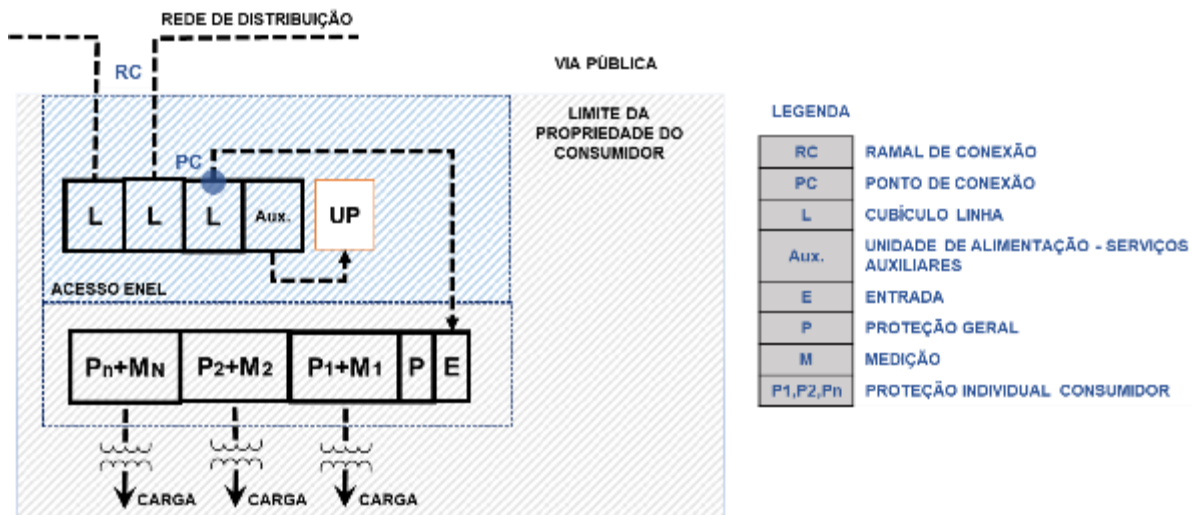 REDE DE DISTRIBUIÇÃO
RC
VIA PÚBLICA
LIMITE DA
PROPRIEDADE DO
CONSUMIDOR
PC
L
L
L
Aux.
UP
ACESSO ENEL
Pn+MN
P2+M2
P1+M1
P
E
CARGA
CARGA
CARGA
LEGENDA
RC RAMAL DE CONEXÃO
PC PONTO DE CONEXÃO
L CUBÍCULO LINHA
Aux. UNIDADE DE ALIMENTAÇÃO - SERVIÇOS
AUXILIARES
E ENTRADA
P PROTEÇÃO GERAL
M MEDIÇÃO
P1,P2,Pn PROTEÇÃO INDIVIDUAL CONSUMIDOR